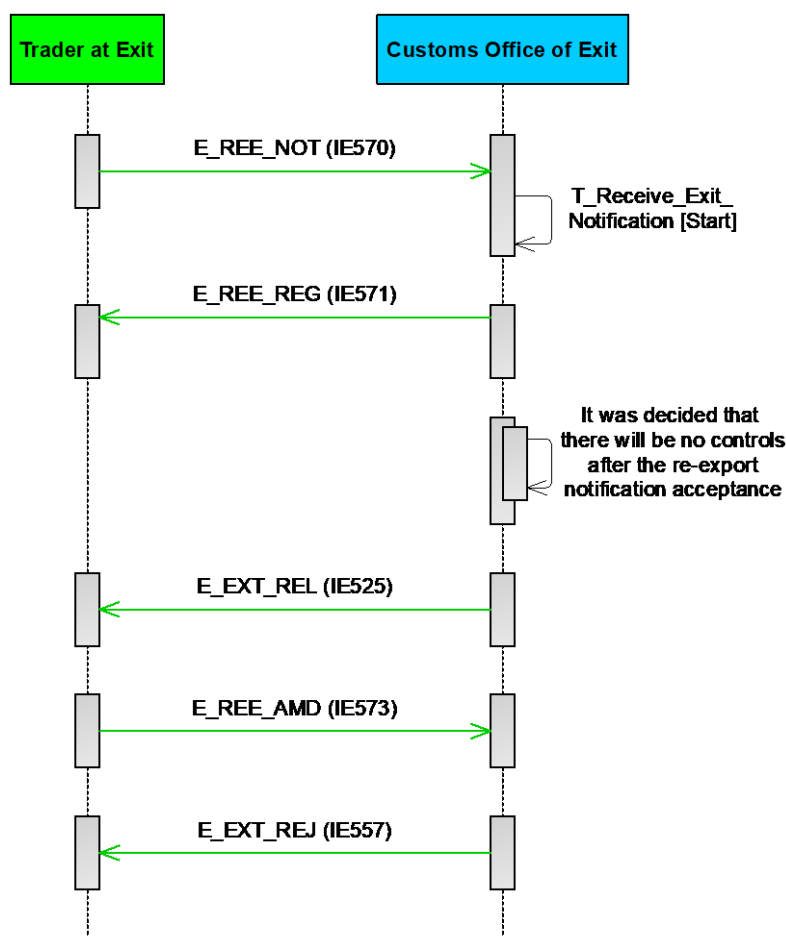 Trader at Exit
Customs Office of Exit
E_REE_NOT (IE570)
T_Receive_Exit_
Notification [Start]
E_REE_REG (IE571)
It was decided that
there will be no controls
after the re-export
notification acceptance
E_EXT_REL (IE525)
E_REE_AMD (IE573)
E_EXT_REJ (IE557)